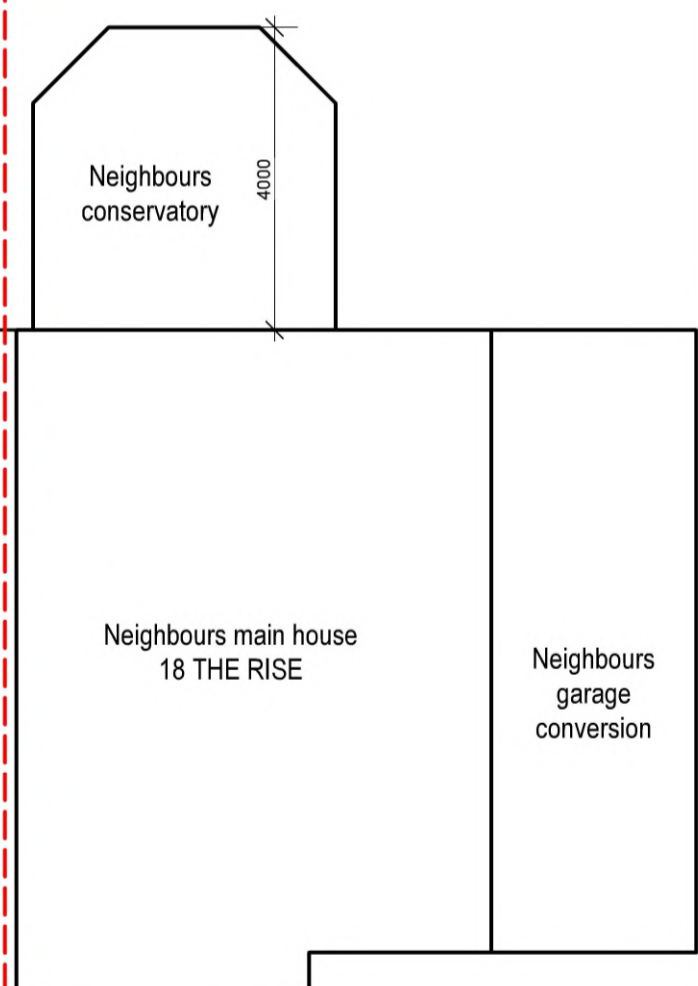 Neighbours
conservatory
4000
Neighbours main house
18 THE RISE
Neighbours
garage
conversion